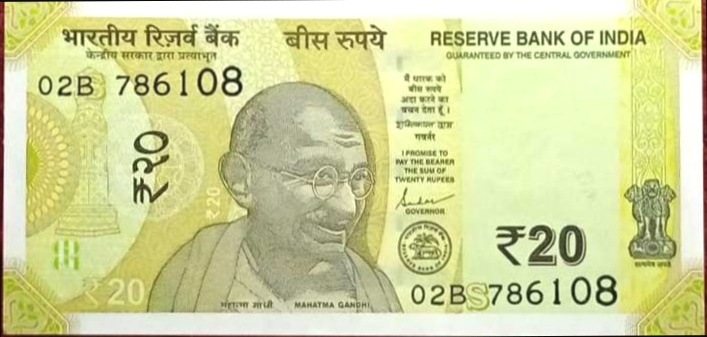 भारतीय रिज़र्व बैंक
केन्द्रीय सरकार द्वारा प्रत्याभूत
बीस रुपये
RESERVE BANK OF INDIA
GUARANTEED BY THE CENTRAL GOVERNMENT
02B 786108
₹२०
मैं धारक को
बीस रुपये
अदा करने का
वचन देता हूँ।
गवर्नर
I PROMISE TO
PAY THE BEARER
THE SUM OF
TWENTY RUPEES
GOVERNOR
₹20
₹20
₹20
सत्यमेव जयते
महात्मा गांधी
MAHATMA GANDHI
02B S 786108